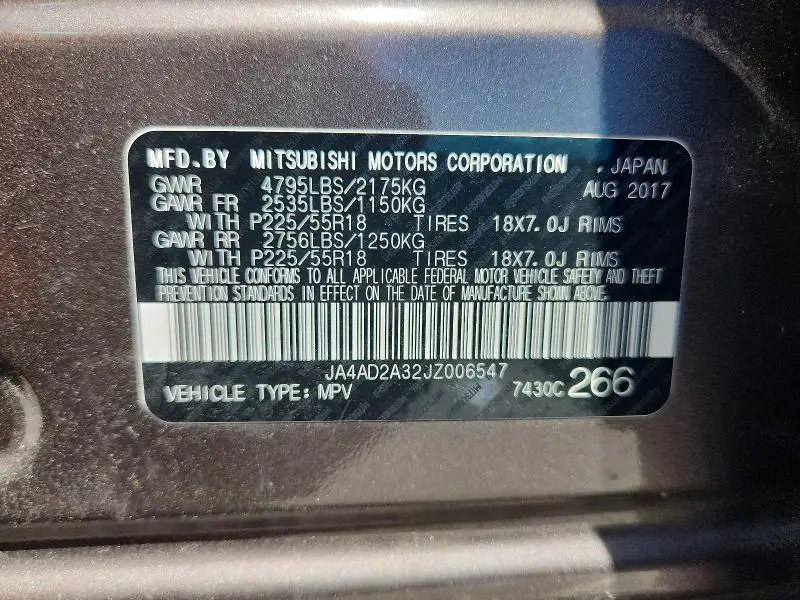 MFD.BY MITSUBISHI MOTORS CORPORATION . JAPAN
GVWR 4795LBS/2175KG AUG 2017
GAWR FR 2535LBS/1150KG
WITH P225/55R18 TIRES 18X7.0J RIMS
GAWR RR 2756LBS/1250KG
WITH P225/55R18 TIRES 18X7.0J RIMS
THIS VEHICLE CONFORMS TO ALL APPLICABLE FEDERAL MOTOR VEHICLE SAFETY AND THEFT
PREVENTION STANDARDS IN EFFECT ON THE DATE OF MANUFACTURE SHOWN ABOVE.
JA4AD2A32JZ006547
VEHICLE TYPE: MPV 7430C 266